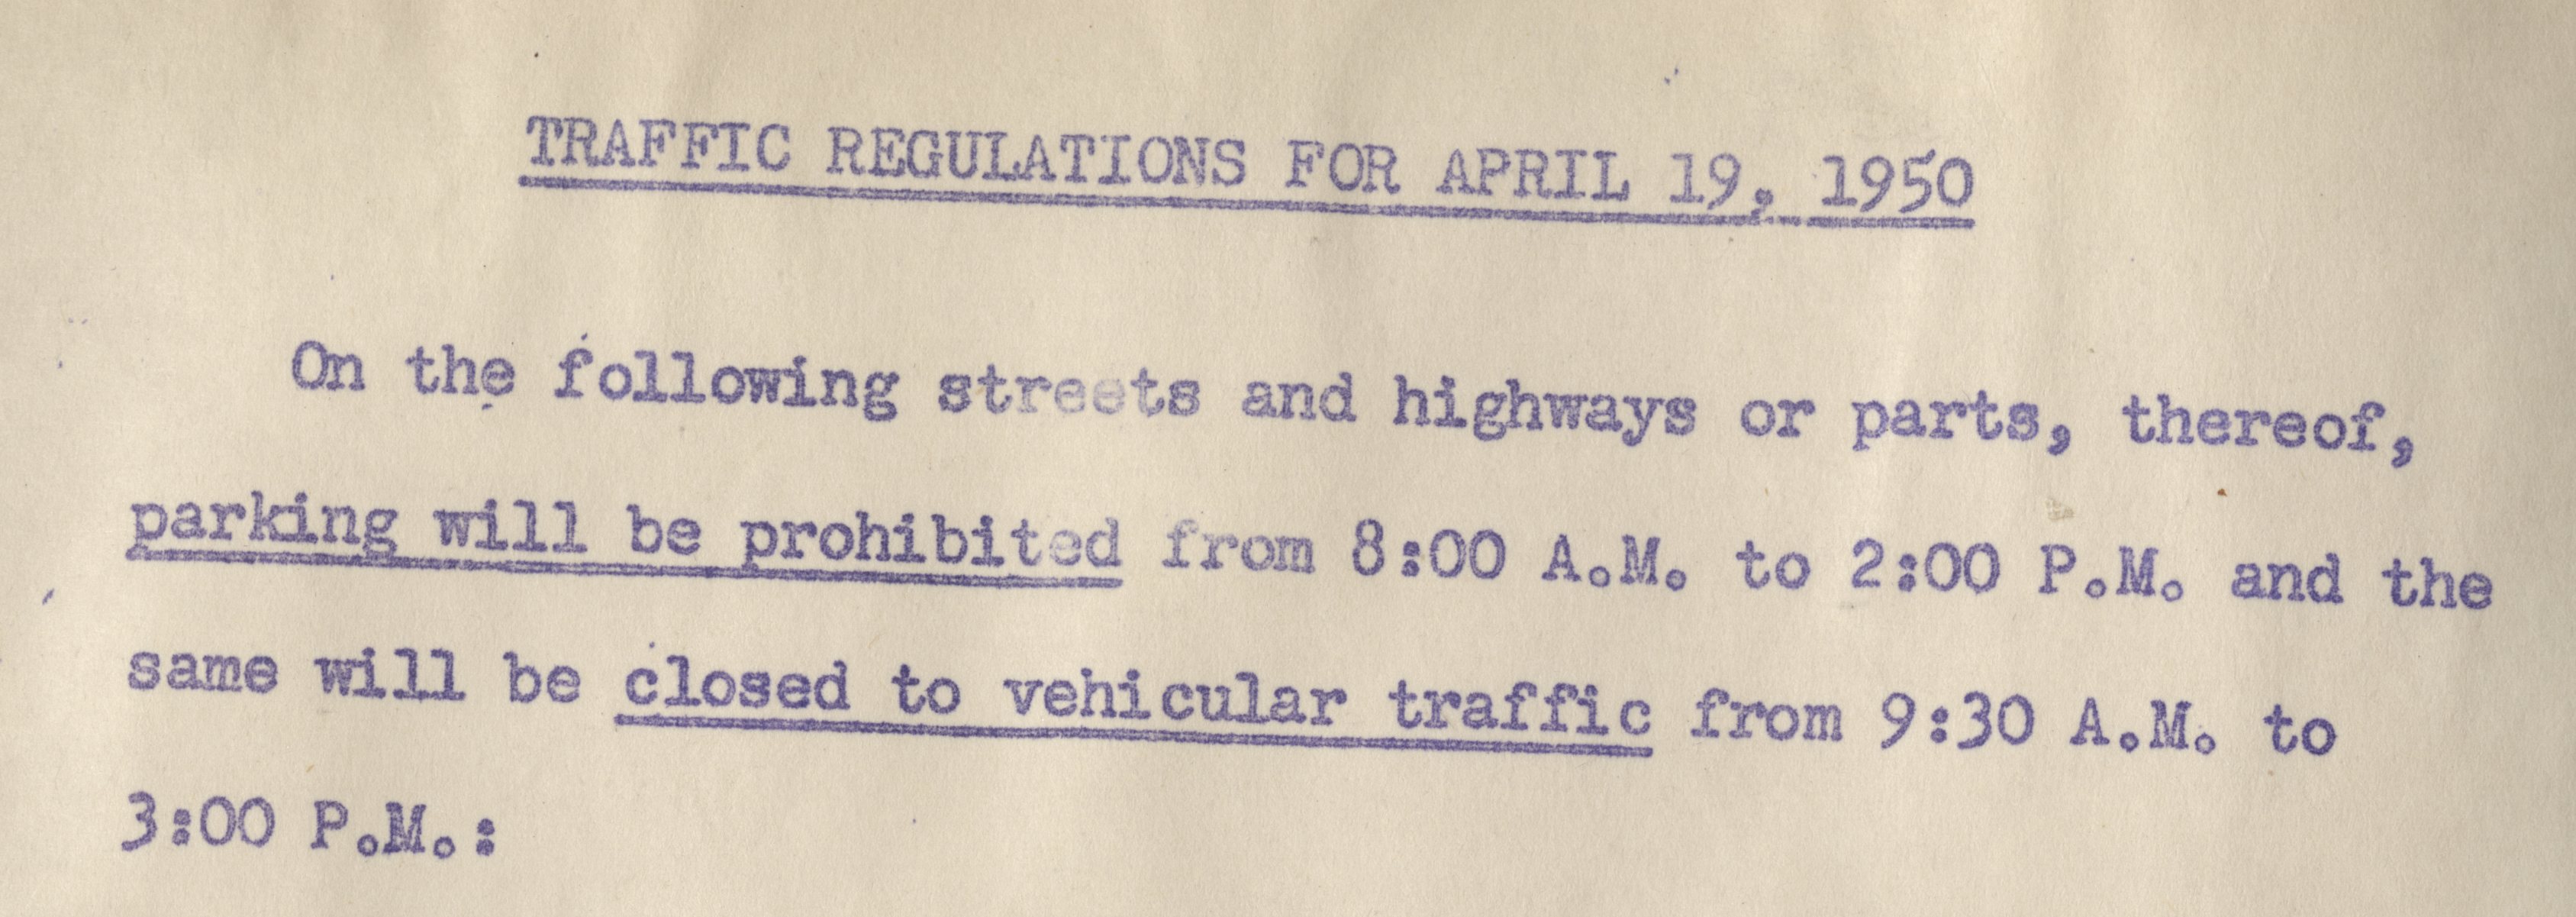 TRAFFIC REGULATIONS FOR APRIL 19, 1950
On the following streets and highways or parts, thereof,
parking will be prohibited from 8:00 A.M. to 2:00 P.M. and the
same will be closed to vehicular traffic from 9:30 A.M. to
3:00 P.M.: